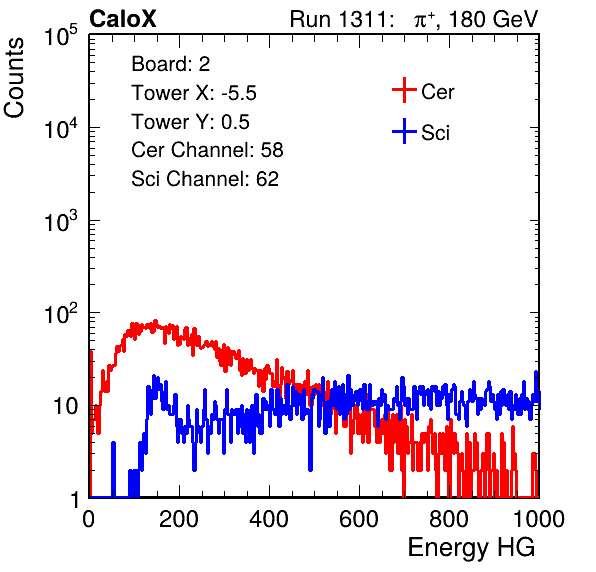 CaloX Run 1311: π⁺, 180 GeV
Counts
10⁵
10⁴
10³
10²
10
1
Board: 2
Tower X: -5.5
Tower Y: 0.5
Cer Channel: 58
Sci Channel: 62
Cer
Sci
0 200 400 600 800 1000
Energy HG